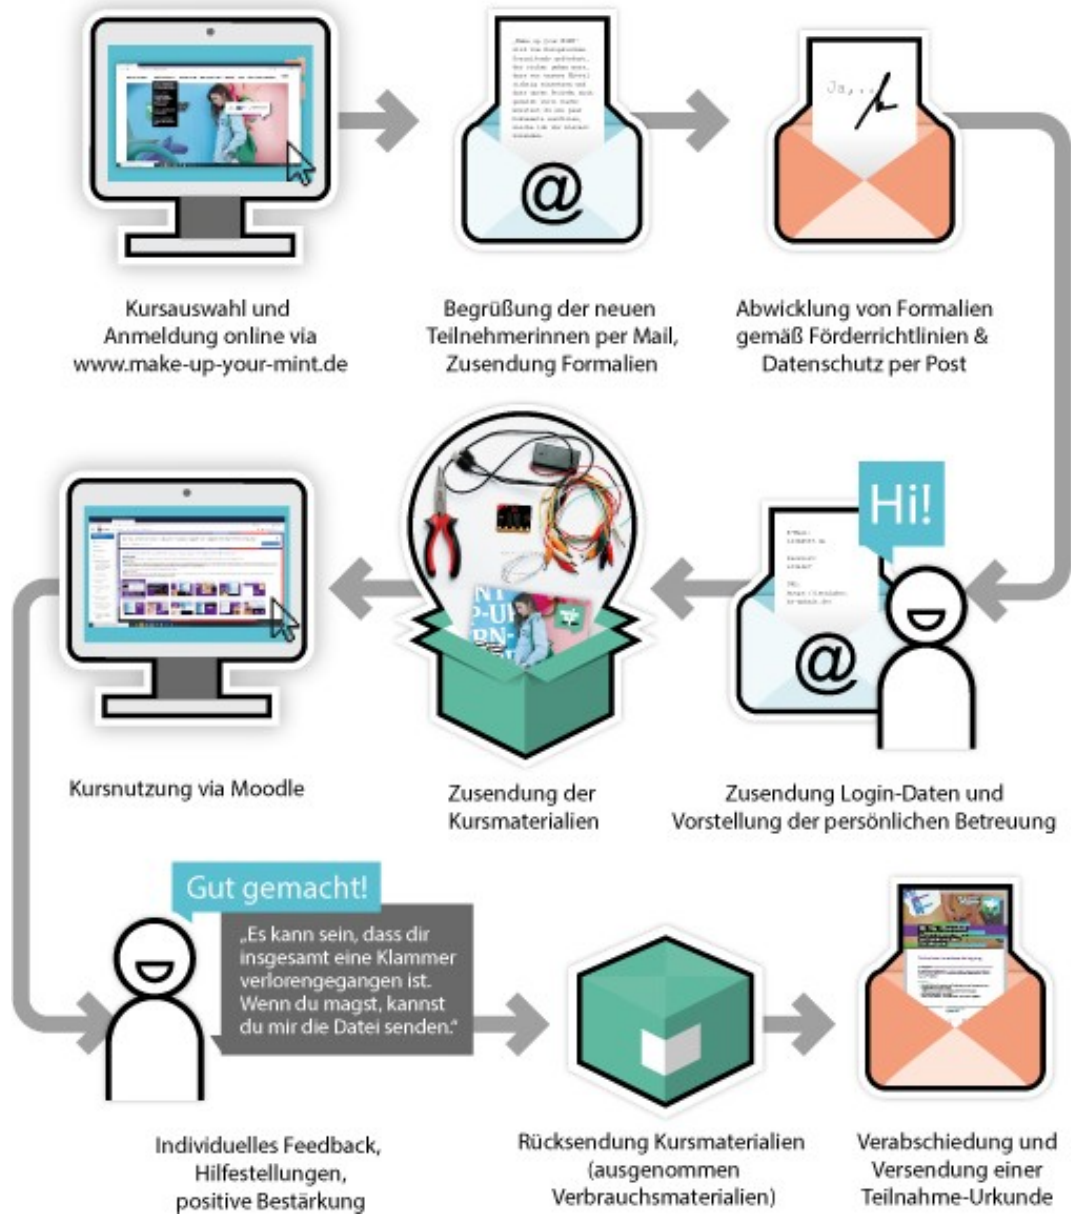 Ja,...
Kursauswahl und
Anmeldung online via
www.make-up-your-mint.de
@
Begrüßung der neuen
Teilnehmerinnen per Mail,
Zusendung Formalien
Abwicklung von Formalien
gemäß Förderrichtlinien &
Datenschutz per Post
Hi!
@
Kursnutzung via Moodle
Zusendung der
Kursmaterialien
Zusendung Login-Daten und
Vorstellung der persönlichen Betreuung
Gut gemacht!
„Es kann sein, dass dir
insgesamt eine Klammer
verlorengegangen ist.
Wenn du magst, kannst
du mir die Datei senden.“
Individuelles Feedback,
Hilfestellungen,
positive Bestärkung
Rücksendung Kursmaterialien
(ausgenommen
Verbrauchsmaterialien)
Verabschiedung und
Versendung einer
Teilnahme-Urkunde